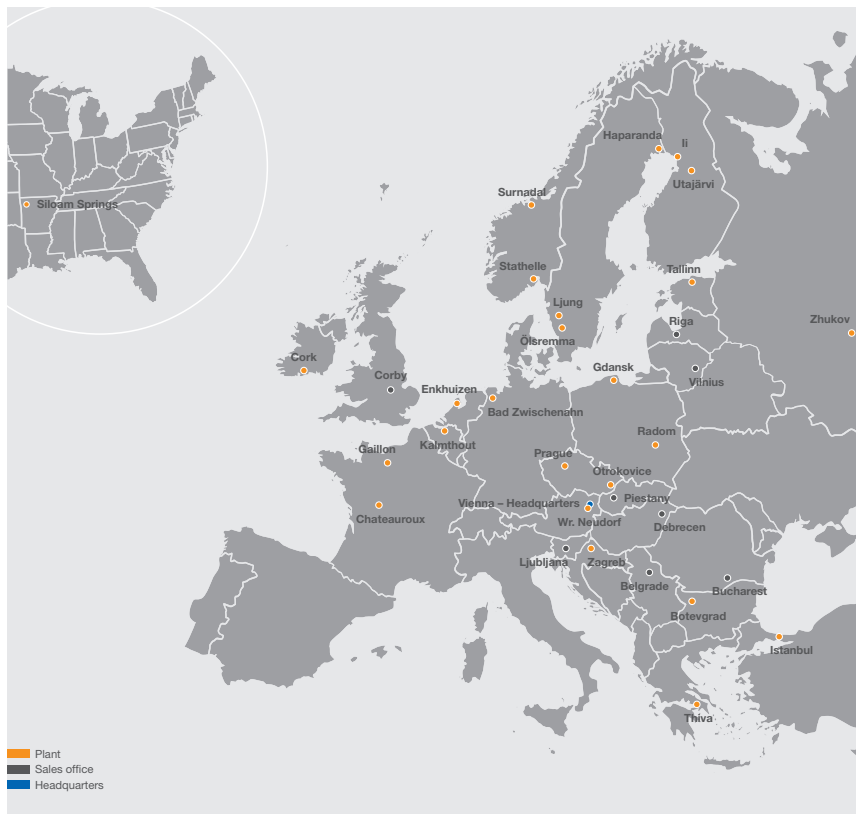 Haparanda
Ii
Utajärvi
Surnadal
Siloam Springs
Stathelle
Tallinn
Ljung
Zhukov
Riga
Ölsremma
Cork
Gdansk
Corby
Vilnius
Enkhuizen
Bad Zwischenahn
Radom
Kalmthout
Gaillon
Prague
Otrokovice
Vienna – Headquarters
Piestany
Chateauroux
Wr. Neudorf
Debrecen
Ljubljana
Zagreb
Belgrade
Bucharest
Botevgrad
Istanbul
Thiva
Plant
Sales office
Headquarters